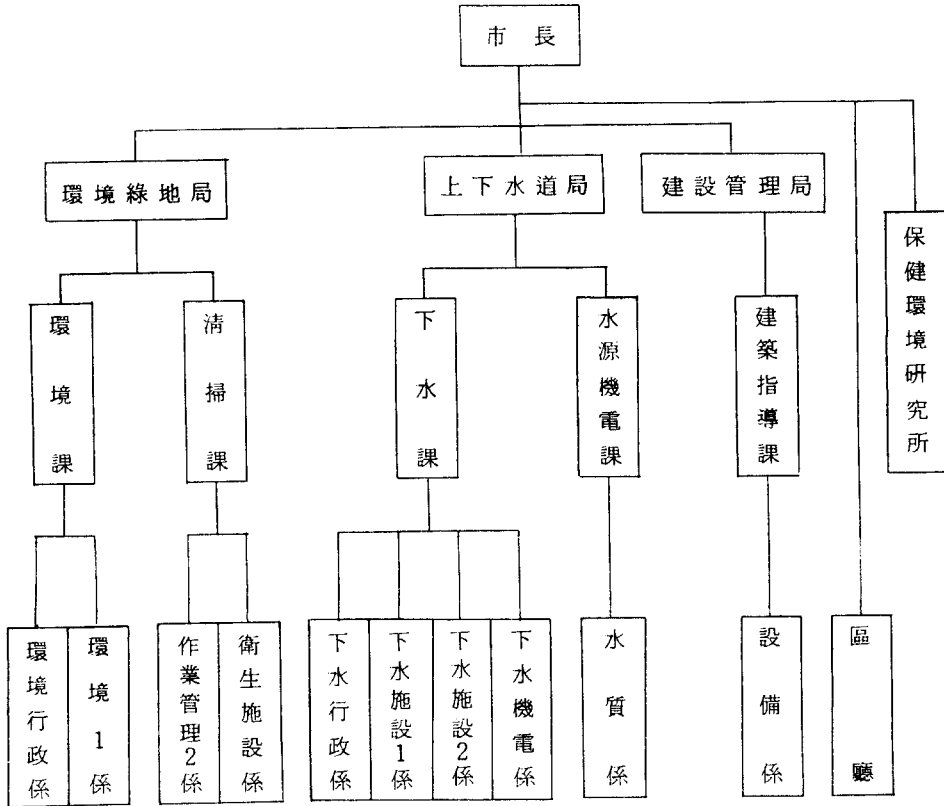 市長
環境綠地局
上下水道局
建設管理局
保健環境研究所
環境課
淸掃課
下水課
水源機電課
建築指導課
環境行政係
環境1係
作業管理2係
衛生施設係
下水行政係
下水施設1係
下水施設2係
下水機電係
水質係
設備係
區廳